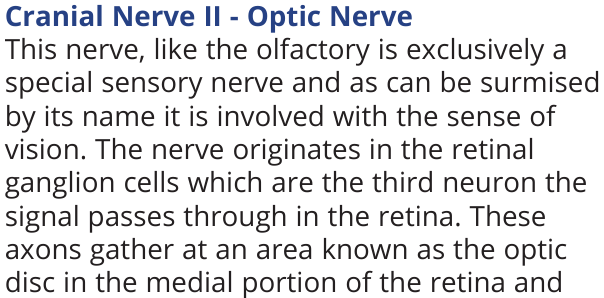 Cranial Nerve II - Optic Nerve
This nerve, like the olfactory is exclusively a
special sensory nerve and as can be surmised
by its name it is involved with the sense of
vision. The nerve originates in the retinal
ganglion cells which are the third neuron the
signal passes through in the retina. These
axons gather at an area known as the optic
disc in the medial portion of the retina and